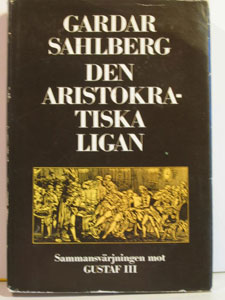 GARDAR
SAHLBERG
DEN
ARISTOKRA-
TISKA
LIGAN
Sammansvärjningen mot
GUSTAF III